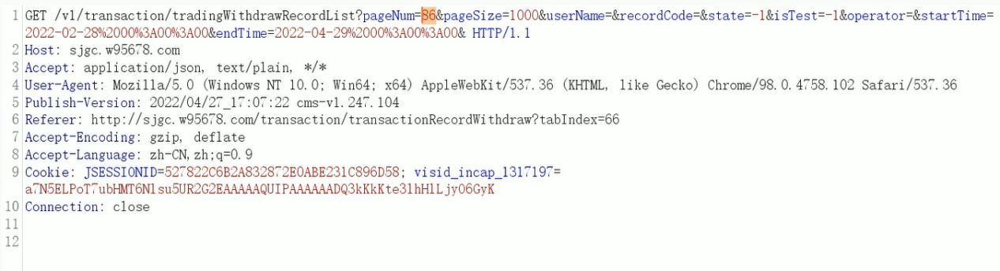 1 GET /v1/transaction/tradingWithdrawRecordList?pageNum=86&pageSize=1000&userName=&recordCode=&state=-1&isTest=-1&operator=&startTime=
2022-02-28%2000%3A00%3A00&endTime=2022-04-29%2000%3A00%3A00& HTTP/1.1
2 Host: sjgc.w95678.com
3 Accept: application/json, text/plain, */*
4 User-Agent: Mozilla/5.0 (Windows NT 10.0; Win64; x64) AppleWebKit/537.36 (KHTML, like Gecko) Chrome/98.0.4758.102 Safari/537.36
5 Publish-Version: 2022/04/27_17:07:22 cms-v1.247.104
6 Referer: http://sjgc.w95678.com/transaction/transactionRecordWithdraw?tabIndex=66
7 Accept-Encoding: gzip, deflate
8 Accept-Language: zh-CN,zh;q=0.9
9 Cookie: JSESSIONID=527822C6B2A832872E0ABE231C896D58; visid_incap_1317197=
a7N5ELPoT7ubHMT6Nlsu5UR2G2EAAAAAQUIPAAAAAADQ3kKkKte3lhHlLjy06GyK
10 Connection: close
11
12